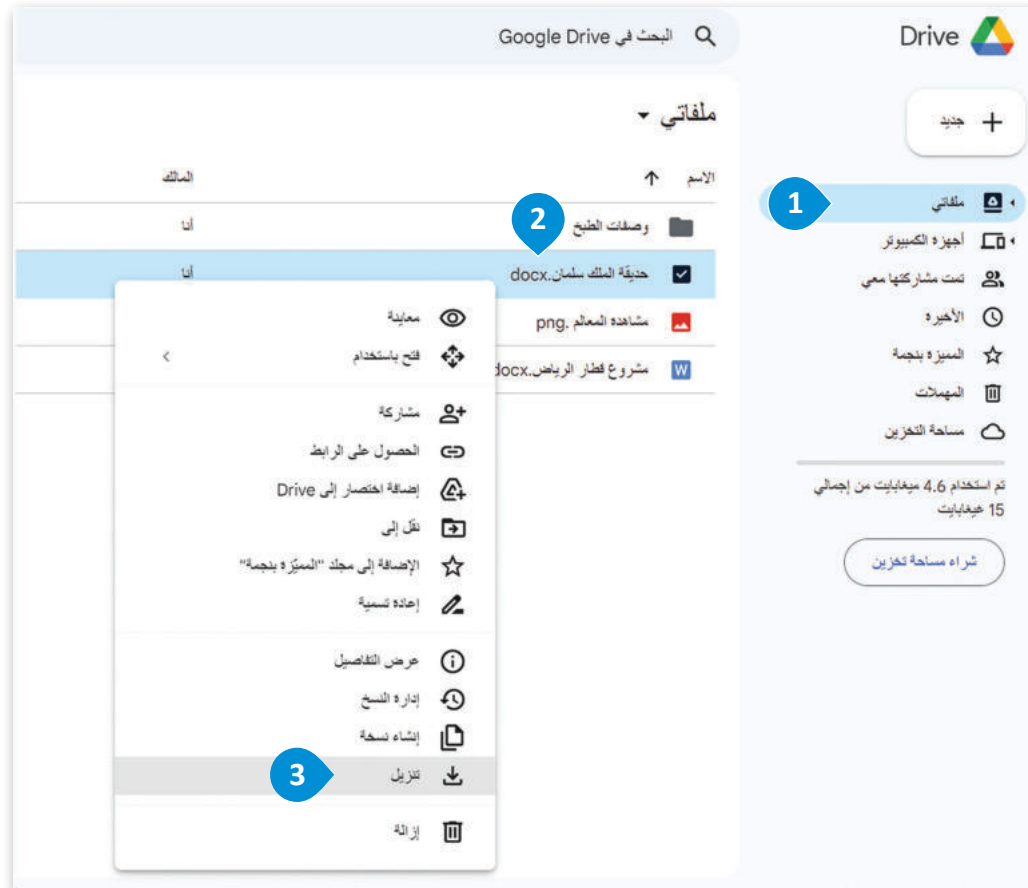 Drive
البحث في Google Drive
جديد
1
ملفاتي
أجهزة الكمبيوتر
تمت مشاركتها معي
الأخيرة
المميزة بنجمة
المهملات
مساحة التخزين
تم استخدام 4.6 ميغابايت من إجمالي
15 غيغابايت
شراء مساحة تخزين
ملفاتي
الاسم
المالك
وصفات الطبخ
أنا
2
حديقة الملك سلمان.docx
أنا
مشاهدة المعالم .png
مشروع قطار الرياض.docx
معاينة
فتح باستخدام
مشاركة
الحصول على الرابط
إضافة اختصار إلى Drive
نقل إلى
الإضافة إلى مجلد "المميّزة بنجمة"
إعادة تسمية
عرض التفاصيل
إدارة النسخ
إنشاء نسخة
3
تنزيل
إزالة